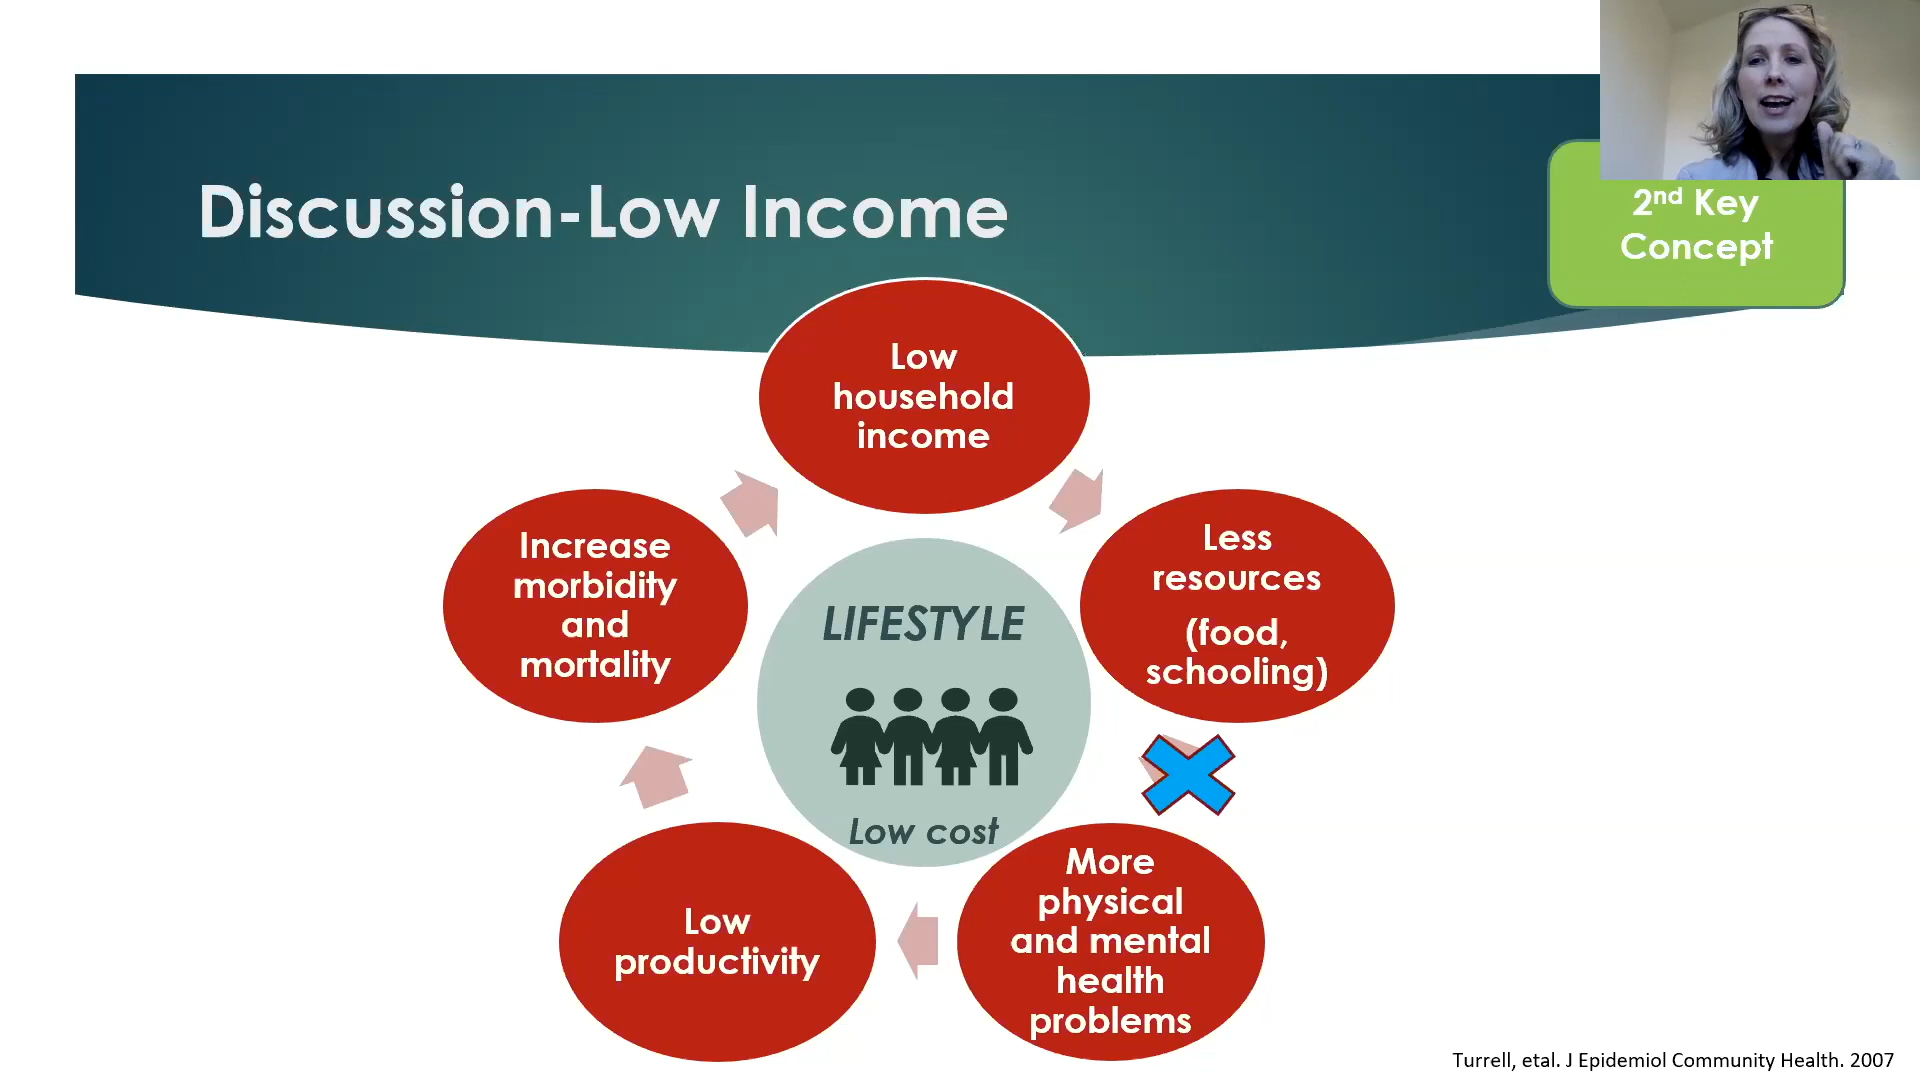 Discussion-Low Income
2nd Key
Concept
Low
household
income
Less
resources
(food,
schooling)
More
physical
and mental
health
problems
Low
productivity
Increase
morbidity
and
mortality
LIFESTYLE
Low cost
Turrell, etal. J Epidemiol Community Health. 2007